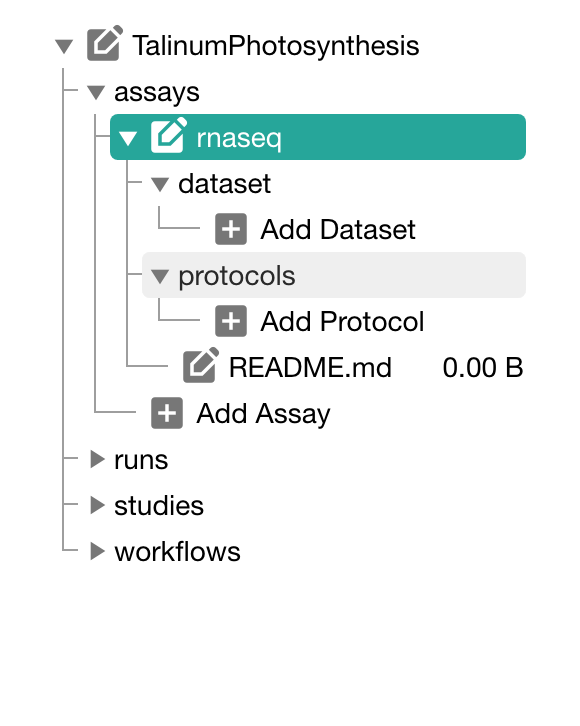 TalinumPhotosynthesis
assays
rnaseq
dataset
Add Dataset
protocols
Add Protocol
README.md 0.00 B
Add Assay
runs
studies
workflows